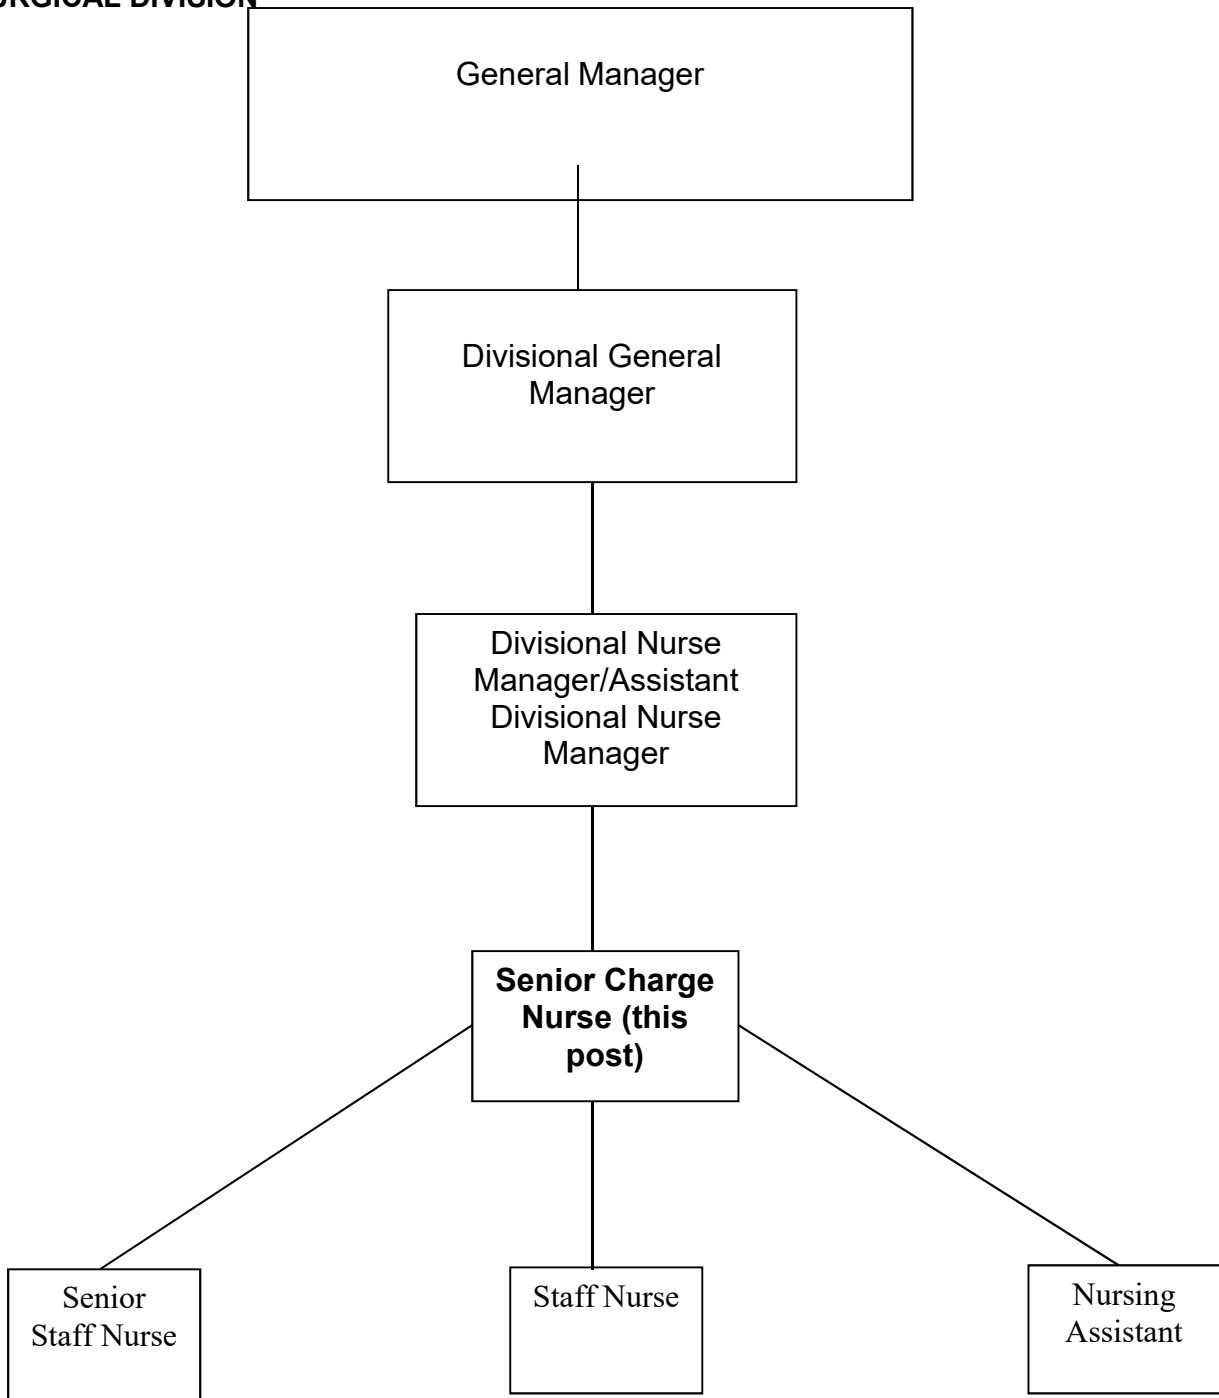 DIVISION
General Manager
Divisional General
Manager
Divisional Nurse
Manager/Assistant
Divisional Nurse
Manager
Senior Charge
Nurse (this
post)
Senior
Staff Nurse
Staff Nurse
Nursing
Assistant